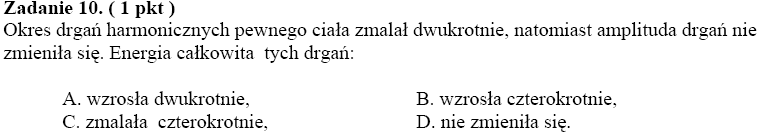 Zadanie 10. ( 1 pkt )
Okres drgań harmonicznych pewnego ciała zmalał dwukrotnie, natomiast amplituda drgań nie
zmieniła się. Energia całkowita tych drgań:
A. wzrosła dwukrotnie, B. wzrosła czterokrotnie,
C. zmalała czterokrotnie, D. nie zmieniła się.